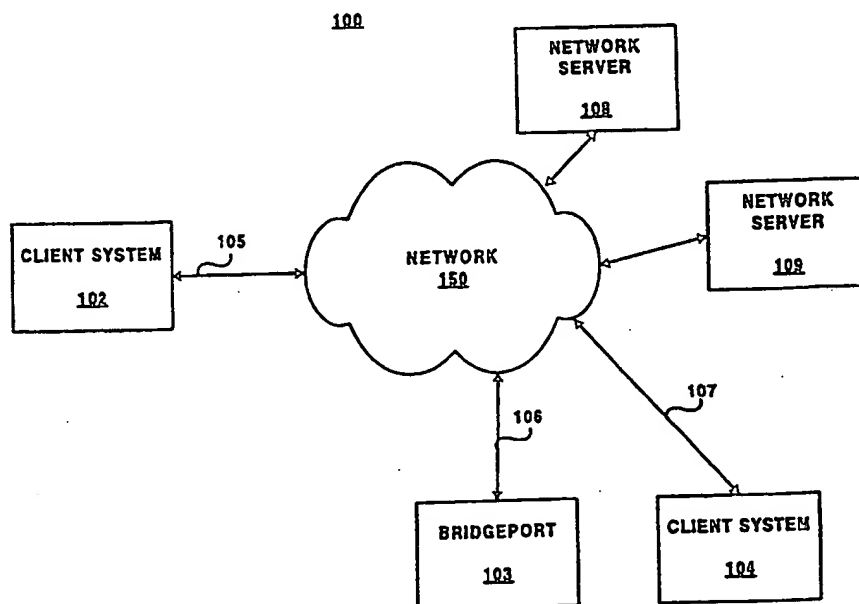 100
NETWORK
SERVER
108
NETWORK
SERVER
109
CLIENT SYSTEM
102
105
NETWORK
150
107
106
BRIDGEPORT
103
CLIENT SYSTEM
104